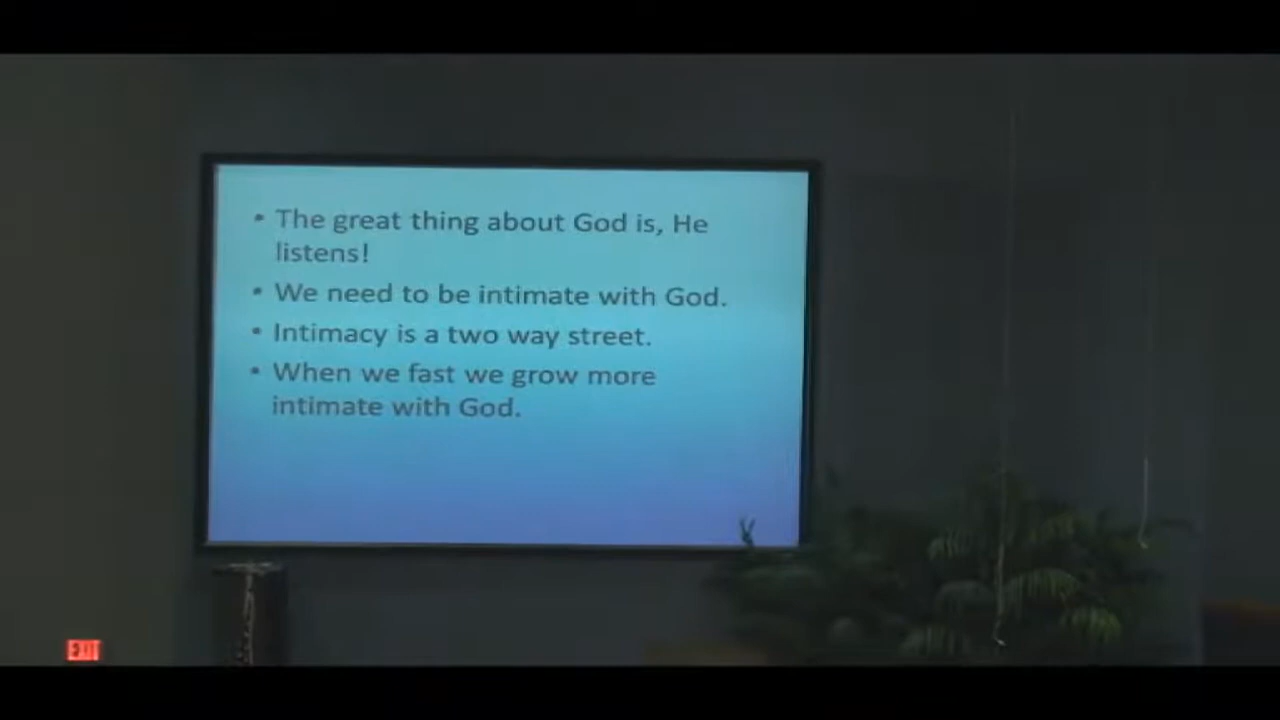 • The great thing about God is, He
listens!
• We need to be intimate with God.
• Intimacy is a two way street.
• When we fast we grow more
intimate with God.
EXIT